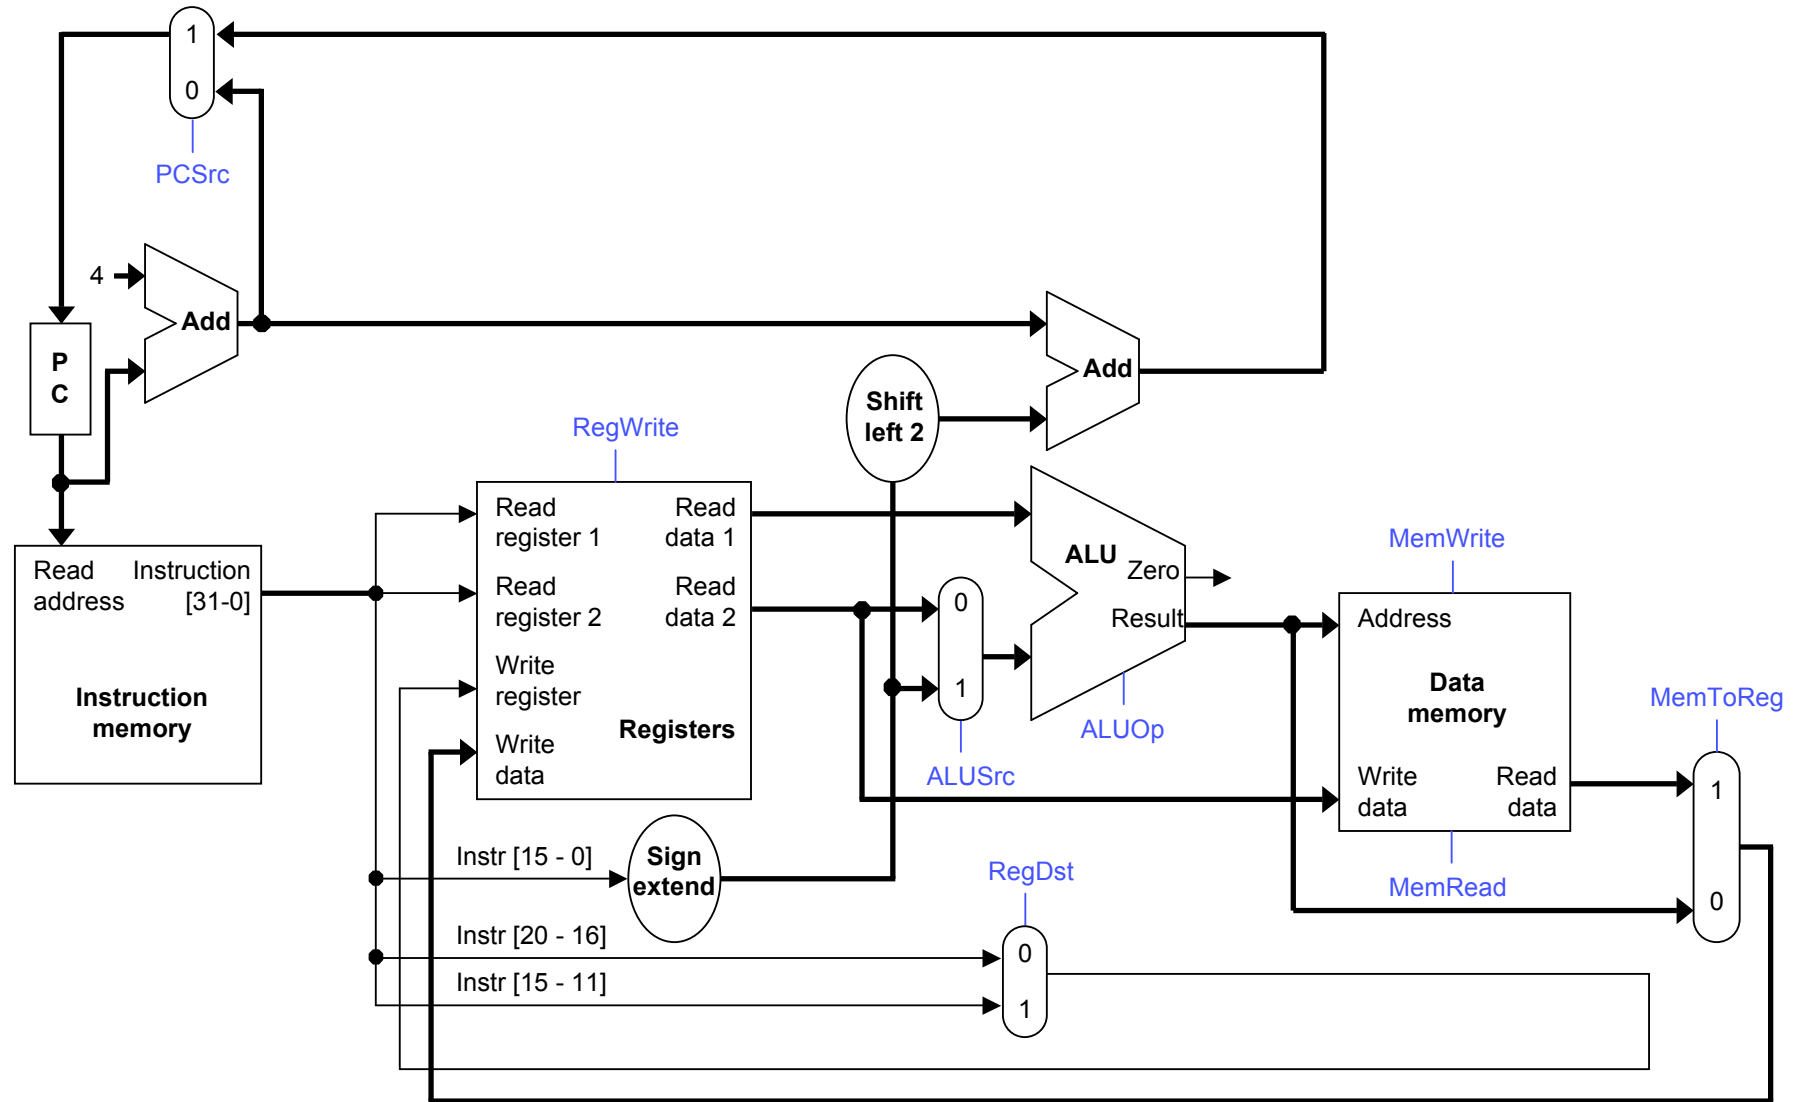 1
0
PCSrc
4
Add
P
C
Add
Shift
left 2
RegWrite
Read
register 1
Read
data 1
Read
register 2
Read
data 2
Write
register
Registers
Write
data
Read
address
Instruction
[31-0]
Instruction
memory
ALU
Zero
Result
0
1
ALUSrc
ALUOp
MemWrite
Address
Data
memory
Write
data
Read
data
MemRead
MemToReg
1
0
Instr [15 - 0]
Sign
extend
RegDst
Instr [20 - 16]
0
Instr [15 - 11]
1